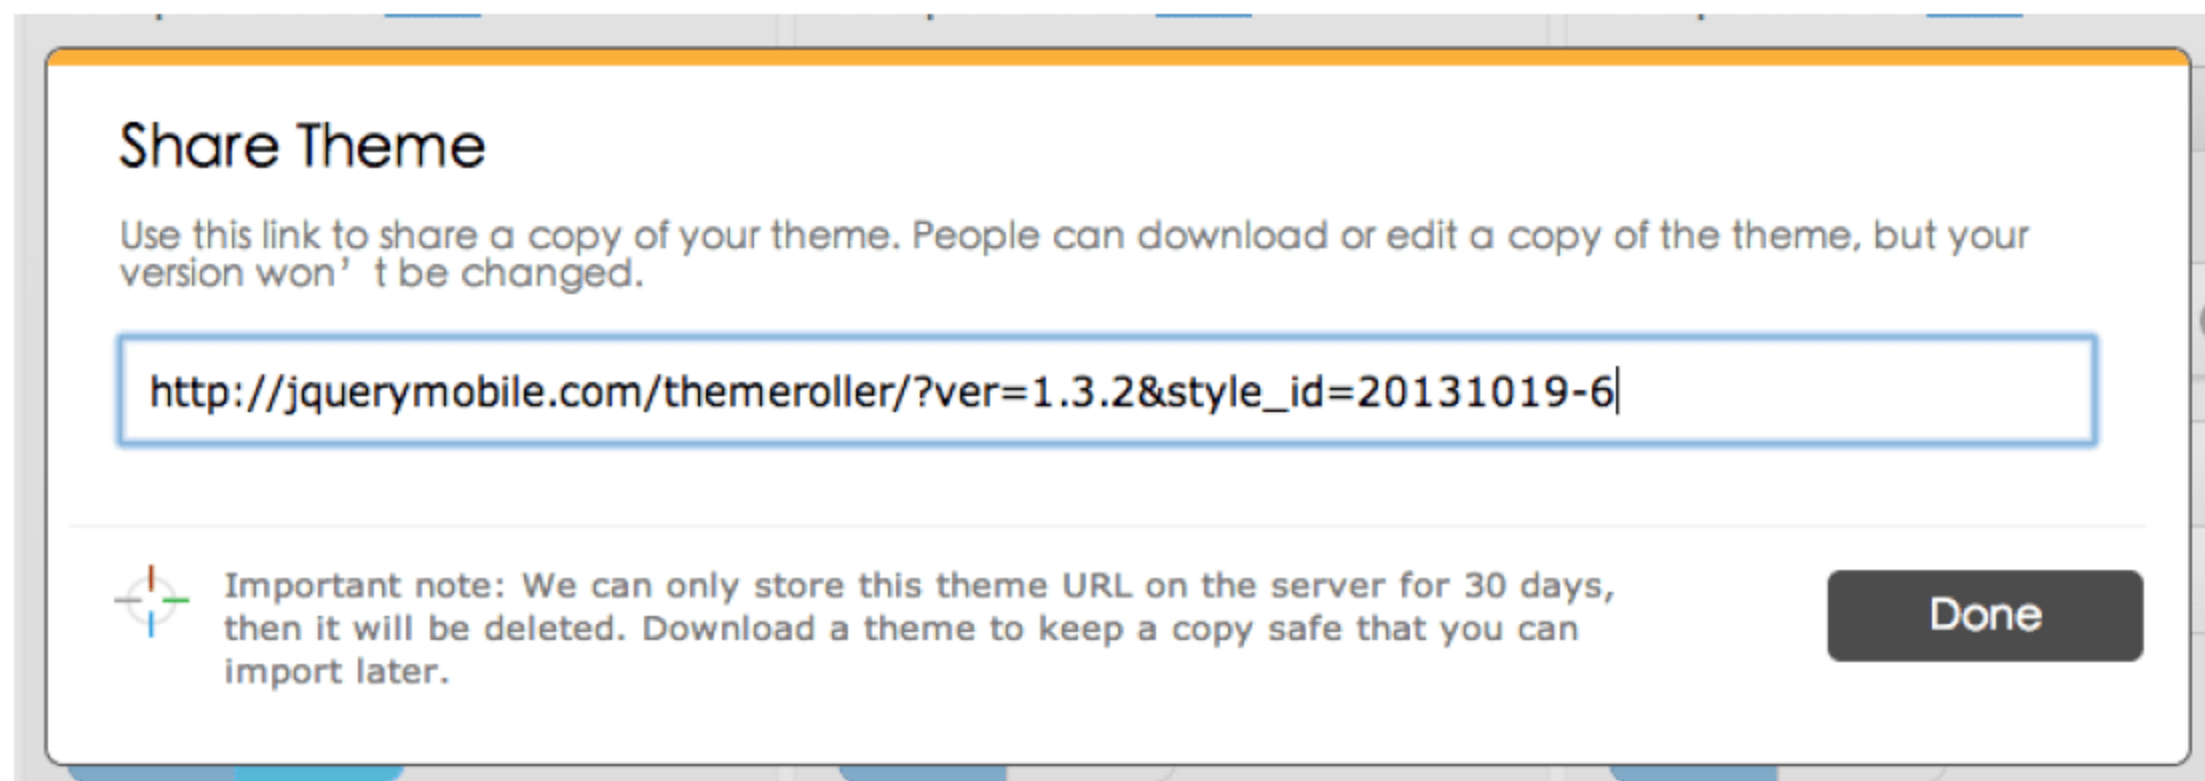 Share Theme
Use this link to share a copy of your theme. People can download or edit a copy of the theme, but your
version won’ t be changed.
http://jquerymobile.com/themeroller/?ver=1.3.2&style_id=20131019-6
Important note: We can only store this theme URL on the server for 30 days,
then it will be deleted. Download a theme to keep a copy safe that you can
import later.
Done